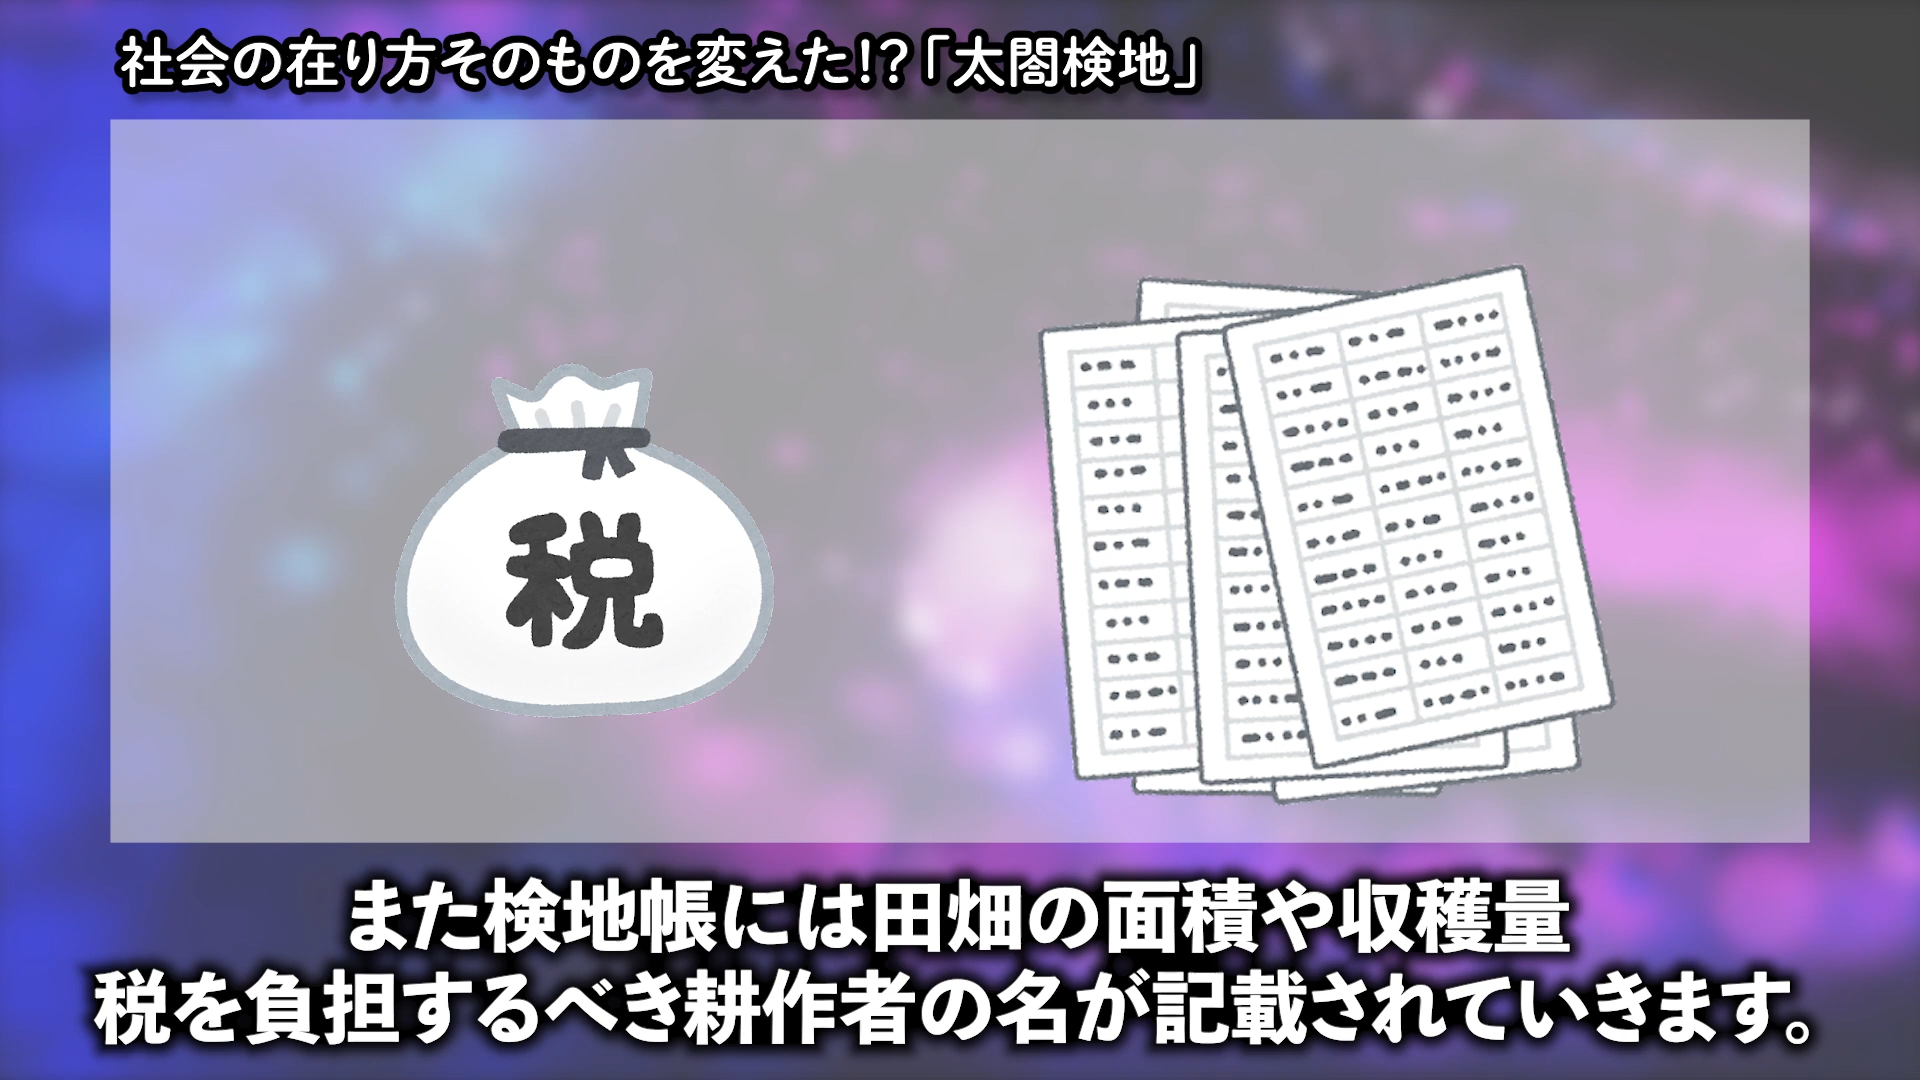 社会の在り方そのものを変えた!?「太閤検地」
税
また検地帳には田畑の面積や収穫量
税を負担するべき耕作者の名が記載されていきます。